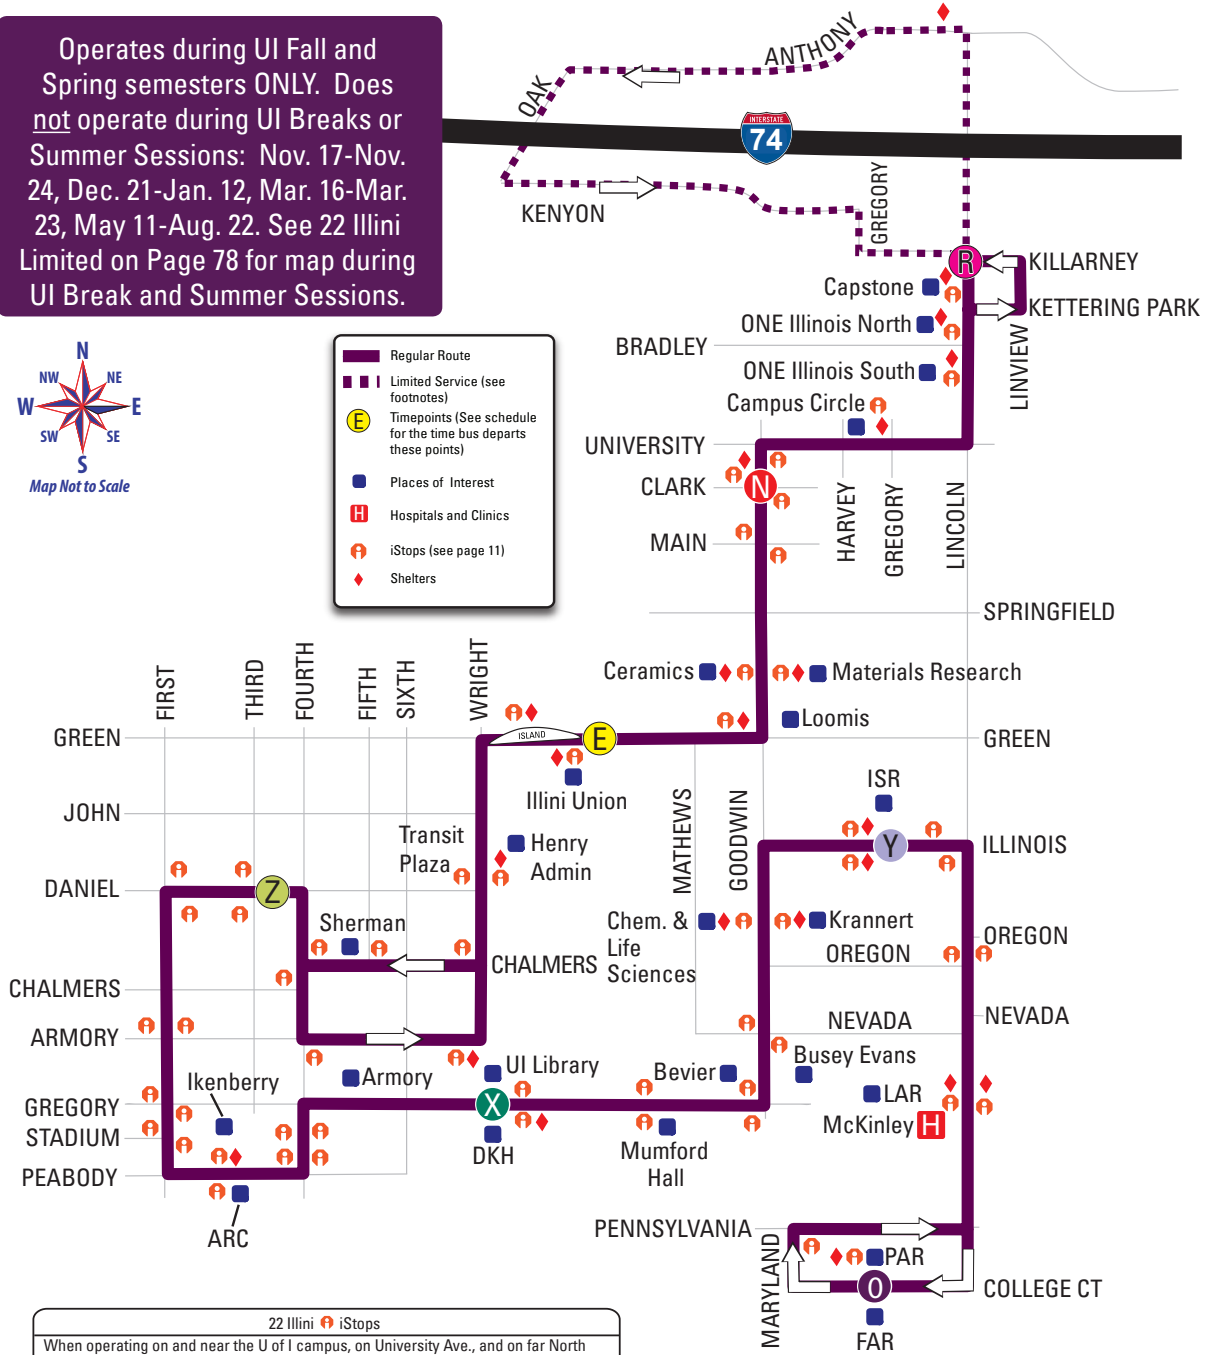 Operates during UI Fall and
Spring semesters ONLY. Does
not operate during UI Breaks or
Summer Sessions: Nov. 17-Nov.
24, Dec. 21-Jan. 12, Mar. 16-Mar.
23, May 11-Aug. 22. See 22 Illini
Limited on Page 78 for map during
UI Break and Summer Sessions.
ANTHONY
OAK
INTERSTATE
74
KENYON
GREGORY
R
KILLARNEY
Capstone
KETTERING PARK
ONE Illinois North
BRADLEY
ONE Illinois South
LINVIEW
Campus Circle
UNIVERSITY
CLARK
N
MAIN
HARVEY
GREGORY
LINCOLN
SPRINGFIELD
N
NW
NE
W
E
SW
SE
S
Map Not to Scale
Regular Route
Limited Service (see
footnotes)
E
Timepoints (See schedule
for the time bus departs
these points)
Places of Interest
H
Hospitals and Clinics
iStops (see page 11)
Shelters
FIRST
THIRD
FOURTH
FIFTH
SIXTH
WRIGHT
Ceramics
Materials Research
Loomis
GREEN
ISLAND
E
GREEN
Illini Union
ISR
JOHN
Transit
Plaza
Henry
Admin
MATHEWS
GOODWIN
Y
ILLINOIS
DANIEL
Z
Sherman
Chem. &
Life
Sciences
Krannert
OREGON
OREGON
CHALMERS
CHALMERS
ARMORY
NEVADA
NEVADA
UI Library
Busey Evans
Ikenberry
Armory
Bevier
LAR
GREGORY
X
McKinley
H
STADIUM
DKH
Mumford
Hall
PEABODY
ARC
PENNSYLVANIA
MARYLAND
PAR
O
COLLEGE CT
FAR
22 Illini iStops
When operating on and near the U of I campus, on University Ave., and on far North